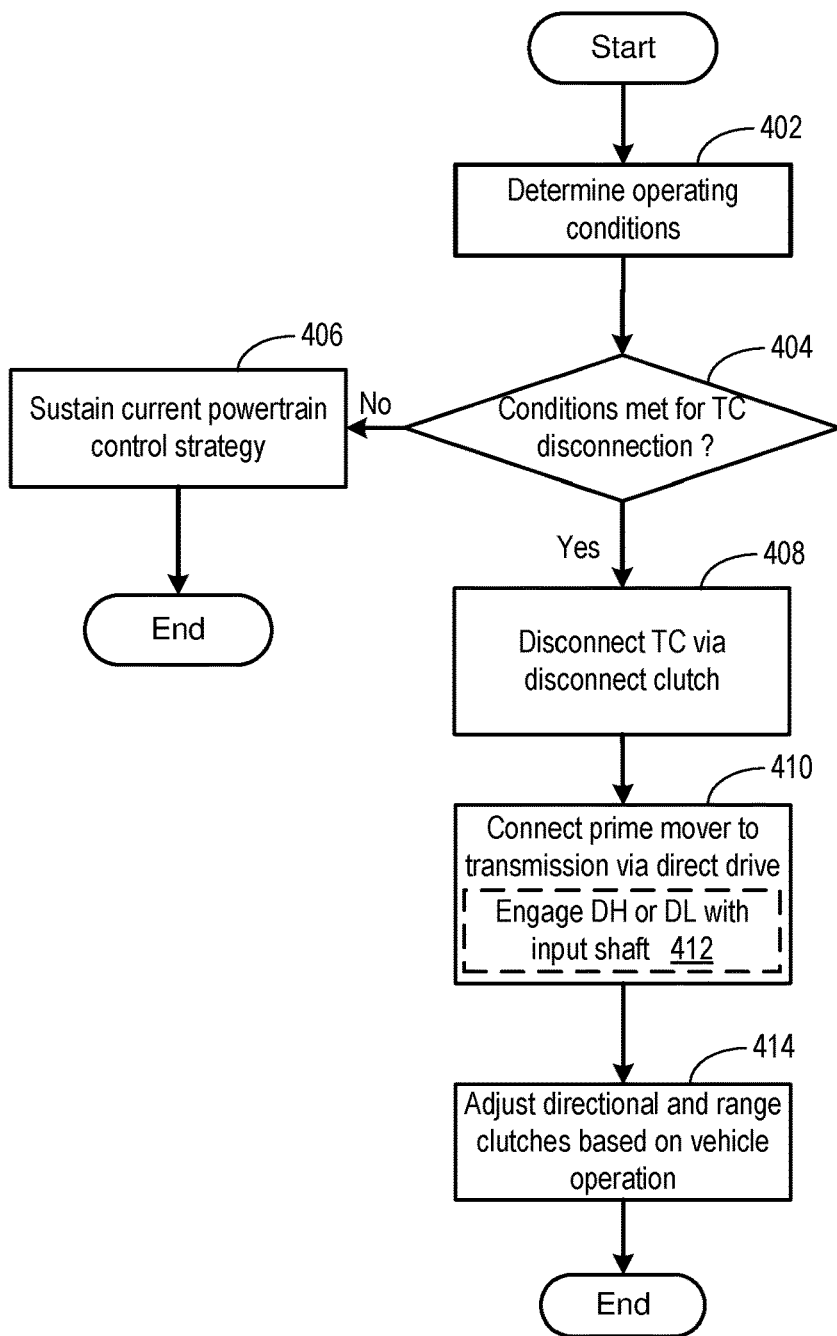 Start
402
Determine operating
conditions
404
Conditions met for TC
disconnection ?
No
406
Sustain current powertrain
control strategy
End
Yes
408
Disconnect TC via
disconnect clutch
410
Connect prime mover to
transmission via direct drive
Engage DH or DL with
input shaft 412
414
Adjust directional and range
clutches based on vehicle
operation
End